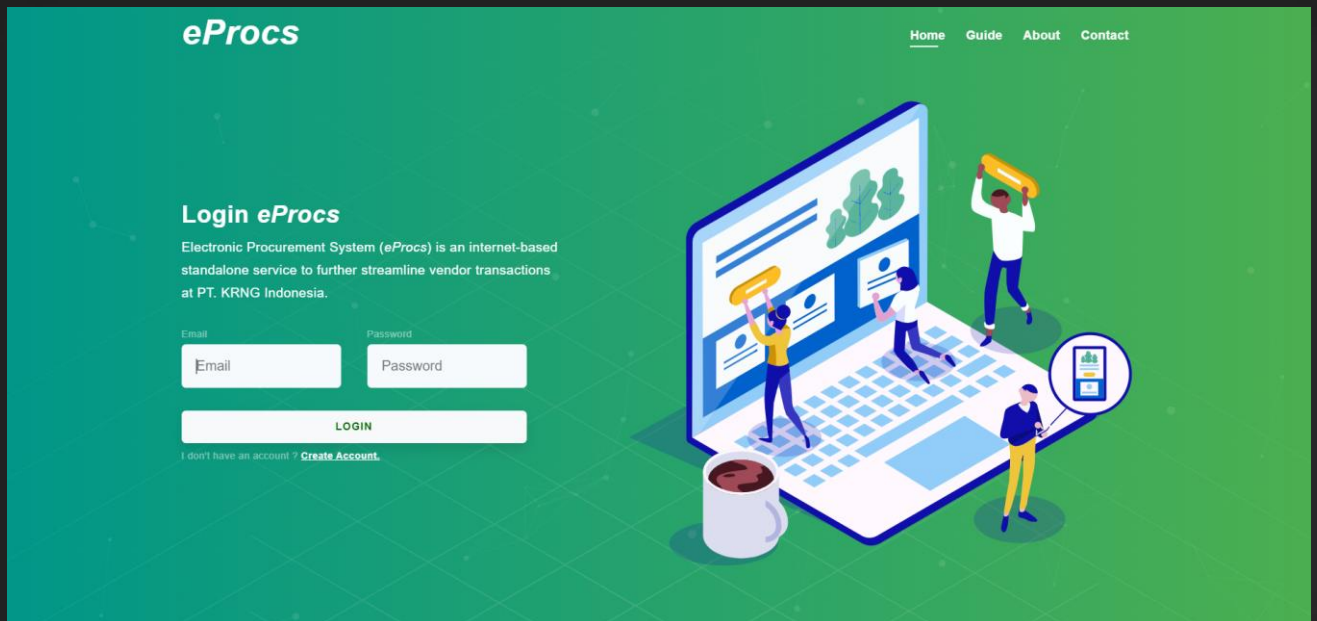 eProcs
Home Guide About Contact
Login eProcs
Electronic Procurement System (eProcs) is an internet-based
standalone service to further streamline vendor transactions
at PT. KRNG Indonesia.
Email Password
Email Password
LOGIN
I don't have an account ? Create Account.